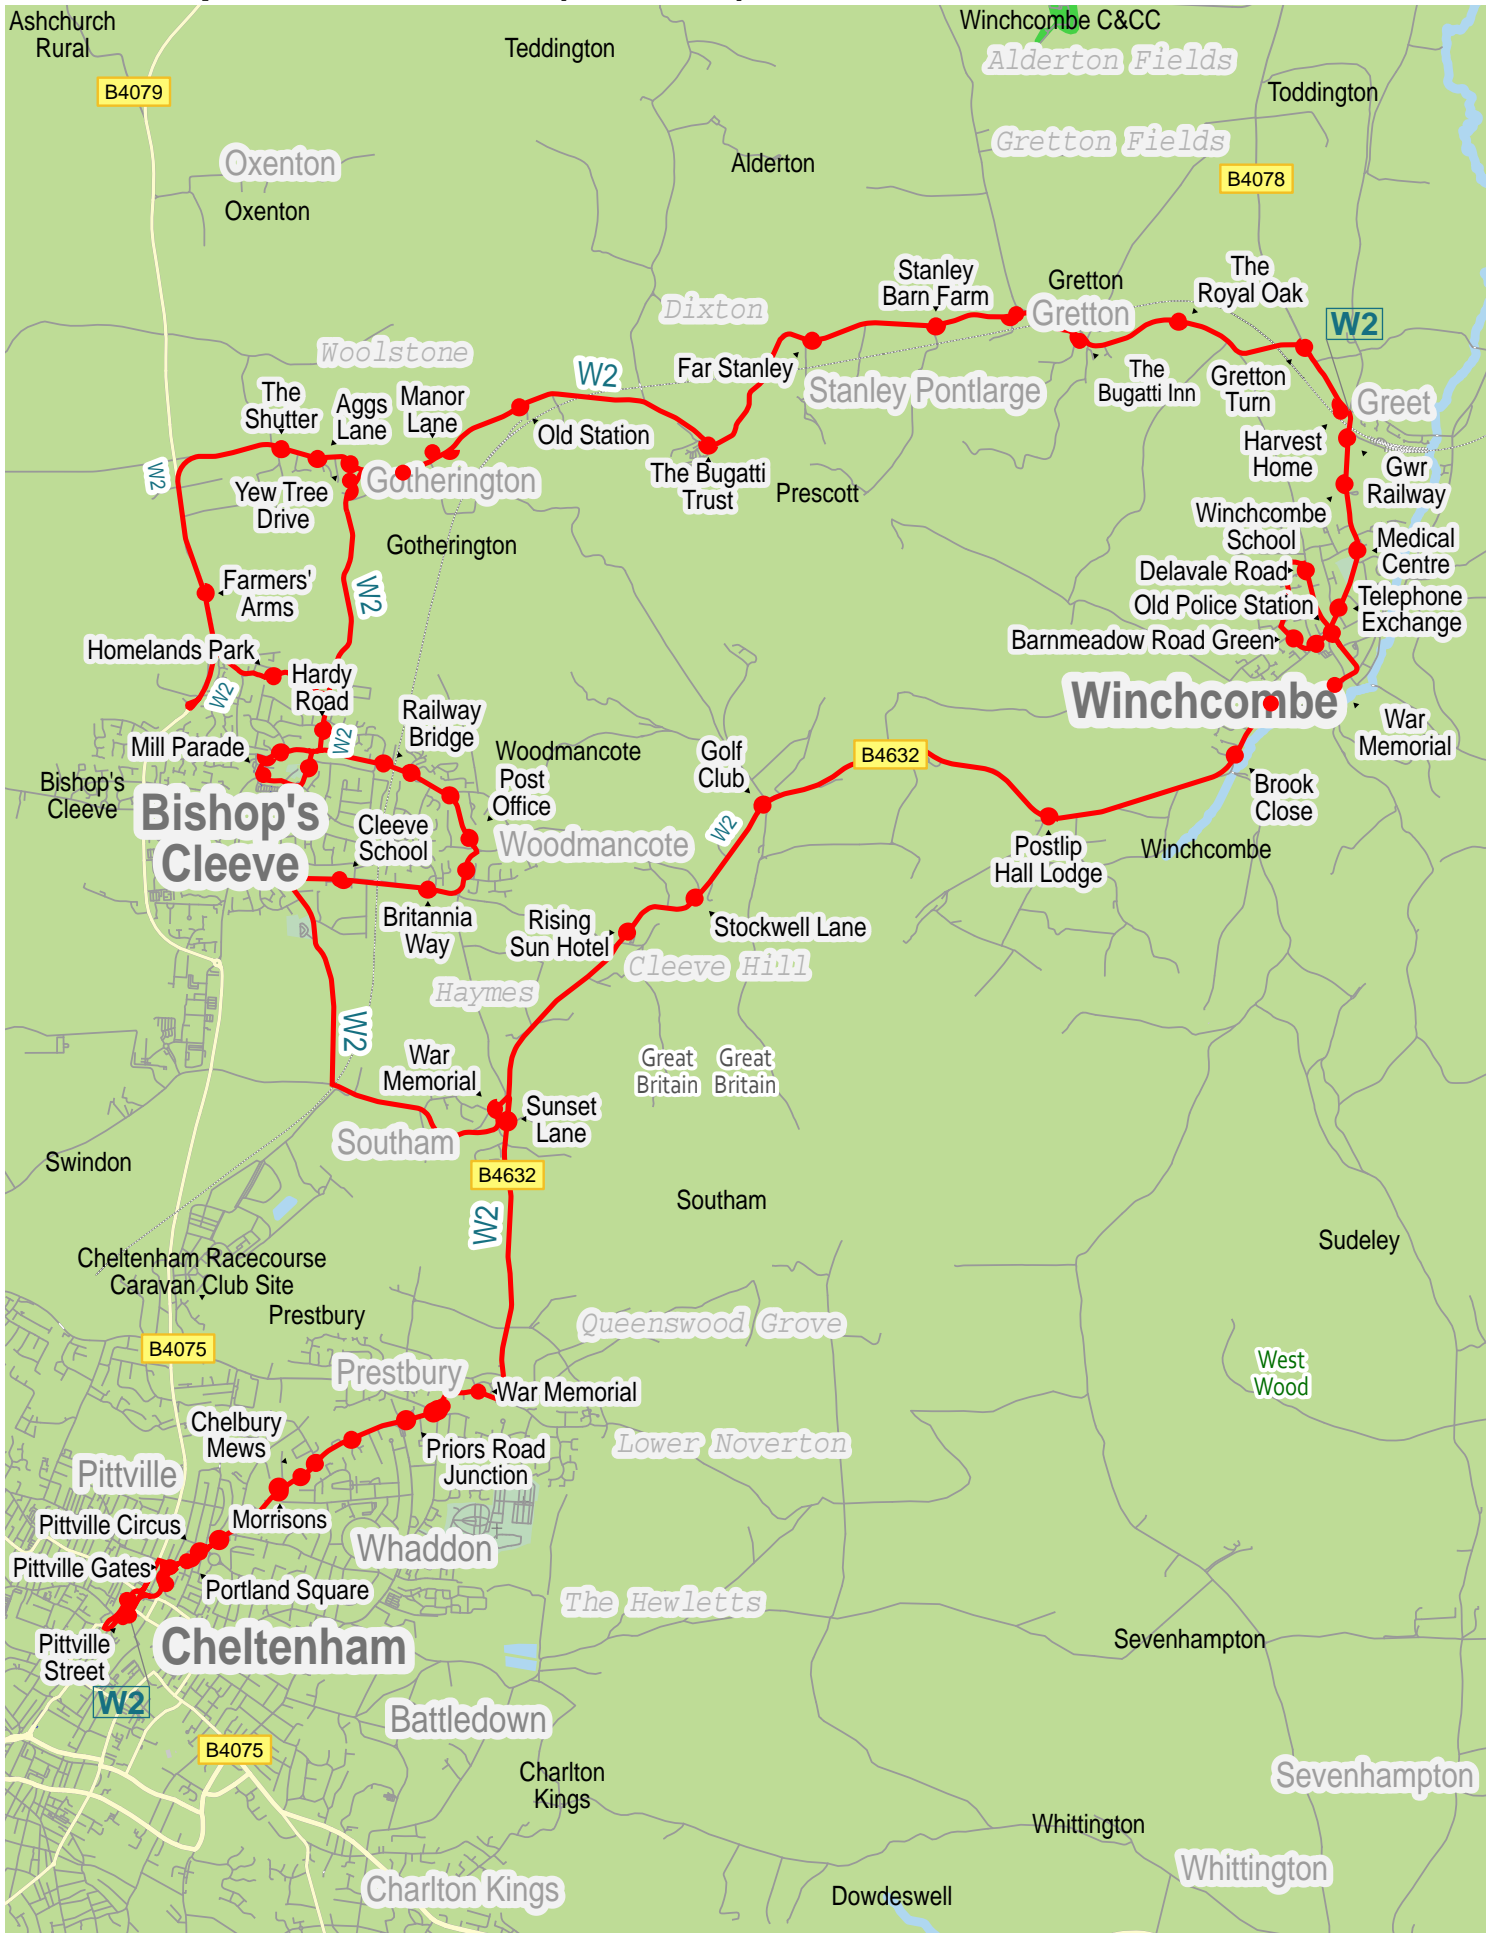 Ashchurch
Rural
Teddington
Winchcombe C&CC
Alderton Fields
B4079
Toddington
Gretton Fields
Oxenton
Alderton
B4078
Oxenton
Stanley
Barn Farm
Gretton
The
Royal Oak
Dixton
Gretton
W2
Woolstone
Far Stanley
Stanley Pontlarge
The
Bugatti Inn
Gretton
Turn
Greet
The
Shutter
Aggs
Lane
Manor
Lane
W2
Old Station
Harvest
Home
Gwr
Railway
W2
Yew Tree
Drive
Gotherington
The Bugatti
Trust
Prescott
Winchcombe
School
Gotherington
Medical
Centre
Farmers'
Arms
W2
Delavale Road
Old Police Station
Telephone
Exchange
Homelands Park
Barnmeadow Road Green
Hardy
Road
W2
Winchcombe
War
Memorial
Mill Parade
W2
Railway
Bridge
Woodmancote
Golf
Club
B4632
Bishop's
Cleeve
Post
Office
Brook
Close
Bishop's
Cleeve
Cleeve
School
Woodmancote
W2
Postlip
Hall Lodge
Winchcombe
Britannia
Way
Rising
Sun Hotel
Stockwell Lane
Cleeve Hill
Haymes
W2
War
Memorial
Great
Britain
Great
Britain
Sunset
Lane
Southam
Swindon
B4632
Southam
W2
Sudeley
Cheltenham Racecourse
Caravan Club Site
Prestbury
Queenswood Grove
B4075
Prestbury
West
Wood
War Memorial
Chelbury
Mews
Priors Road
Junction
Lower Noverton
Pittville
Morrisons
Pittville Circus
Whaddon
Pittville Gates
Portland Square
The Hewletts
Pittville
Street
Cheltenham
Sevenhampton
W2
Battledown
B4075
Charlton
Kings
Sevenhampton
Whittington
Whittington
Charlton Kings
Dowdeswell